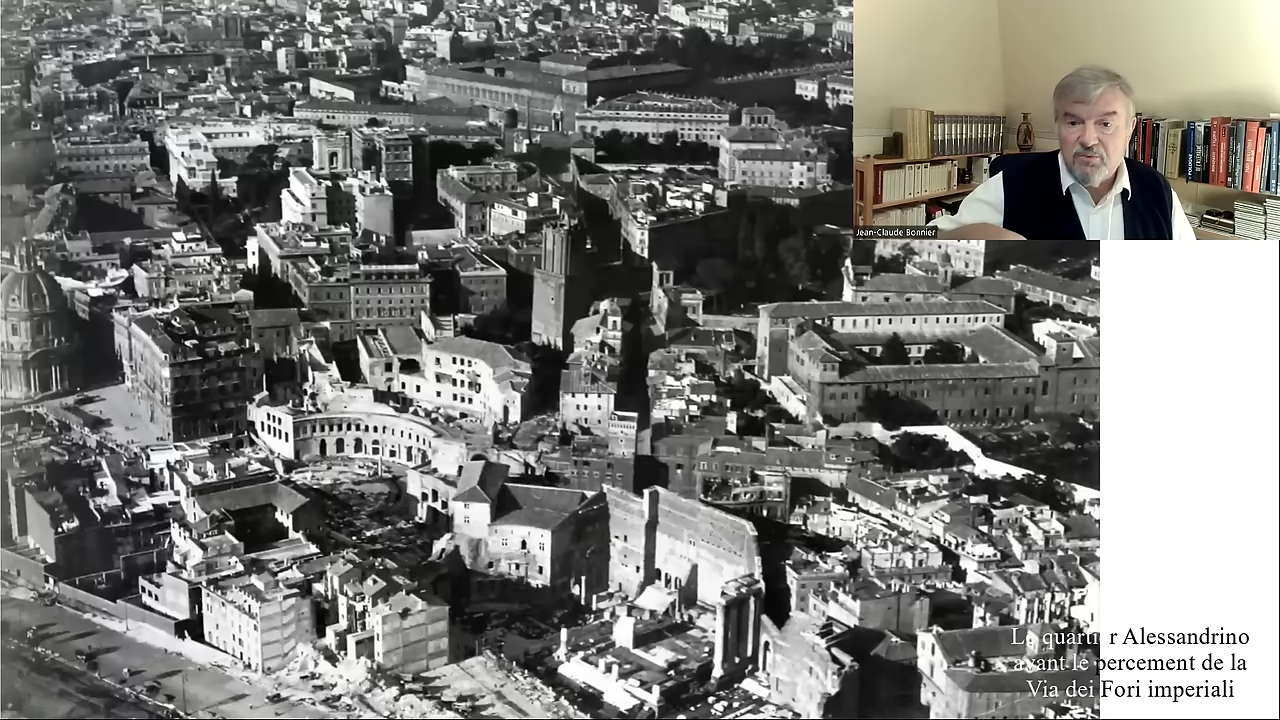 Jean-Claude Bonnier
Le quartier Alessandrino
avant le percement de la
Via dei Fori imperiali